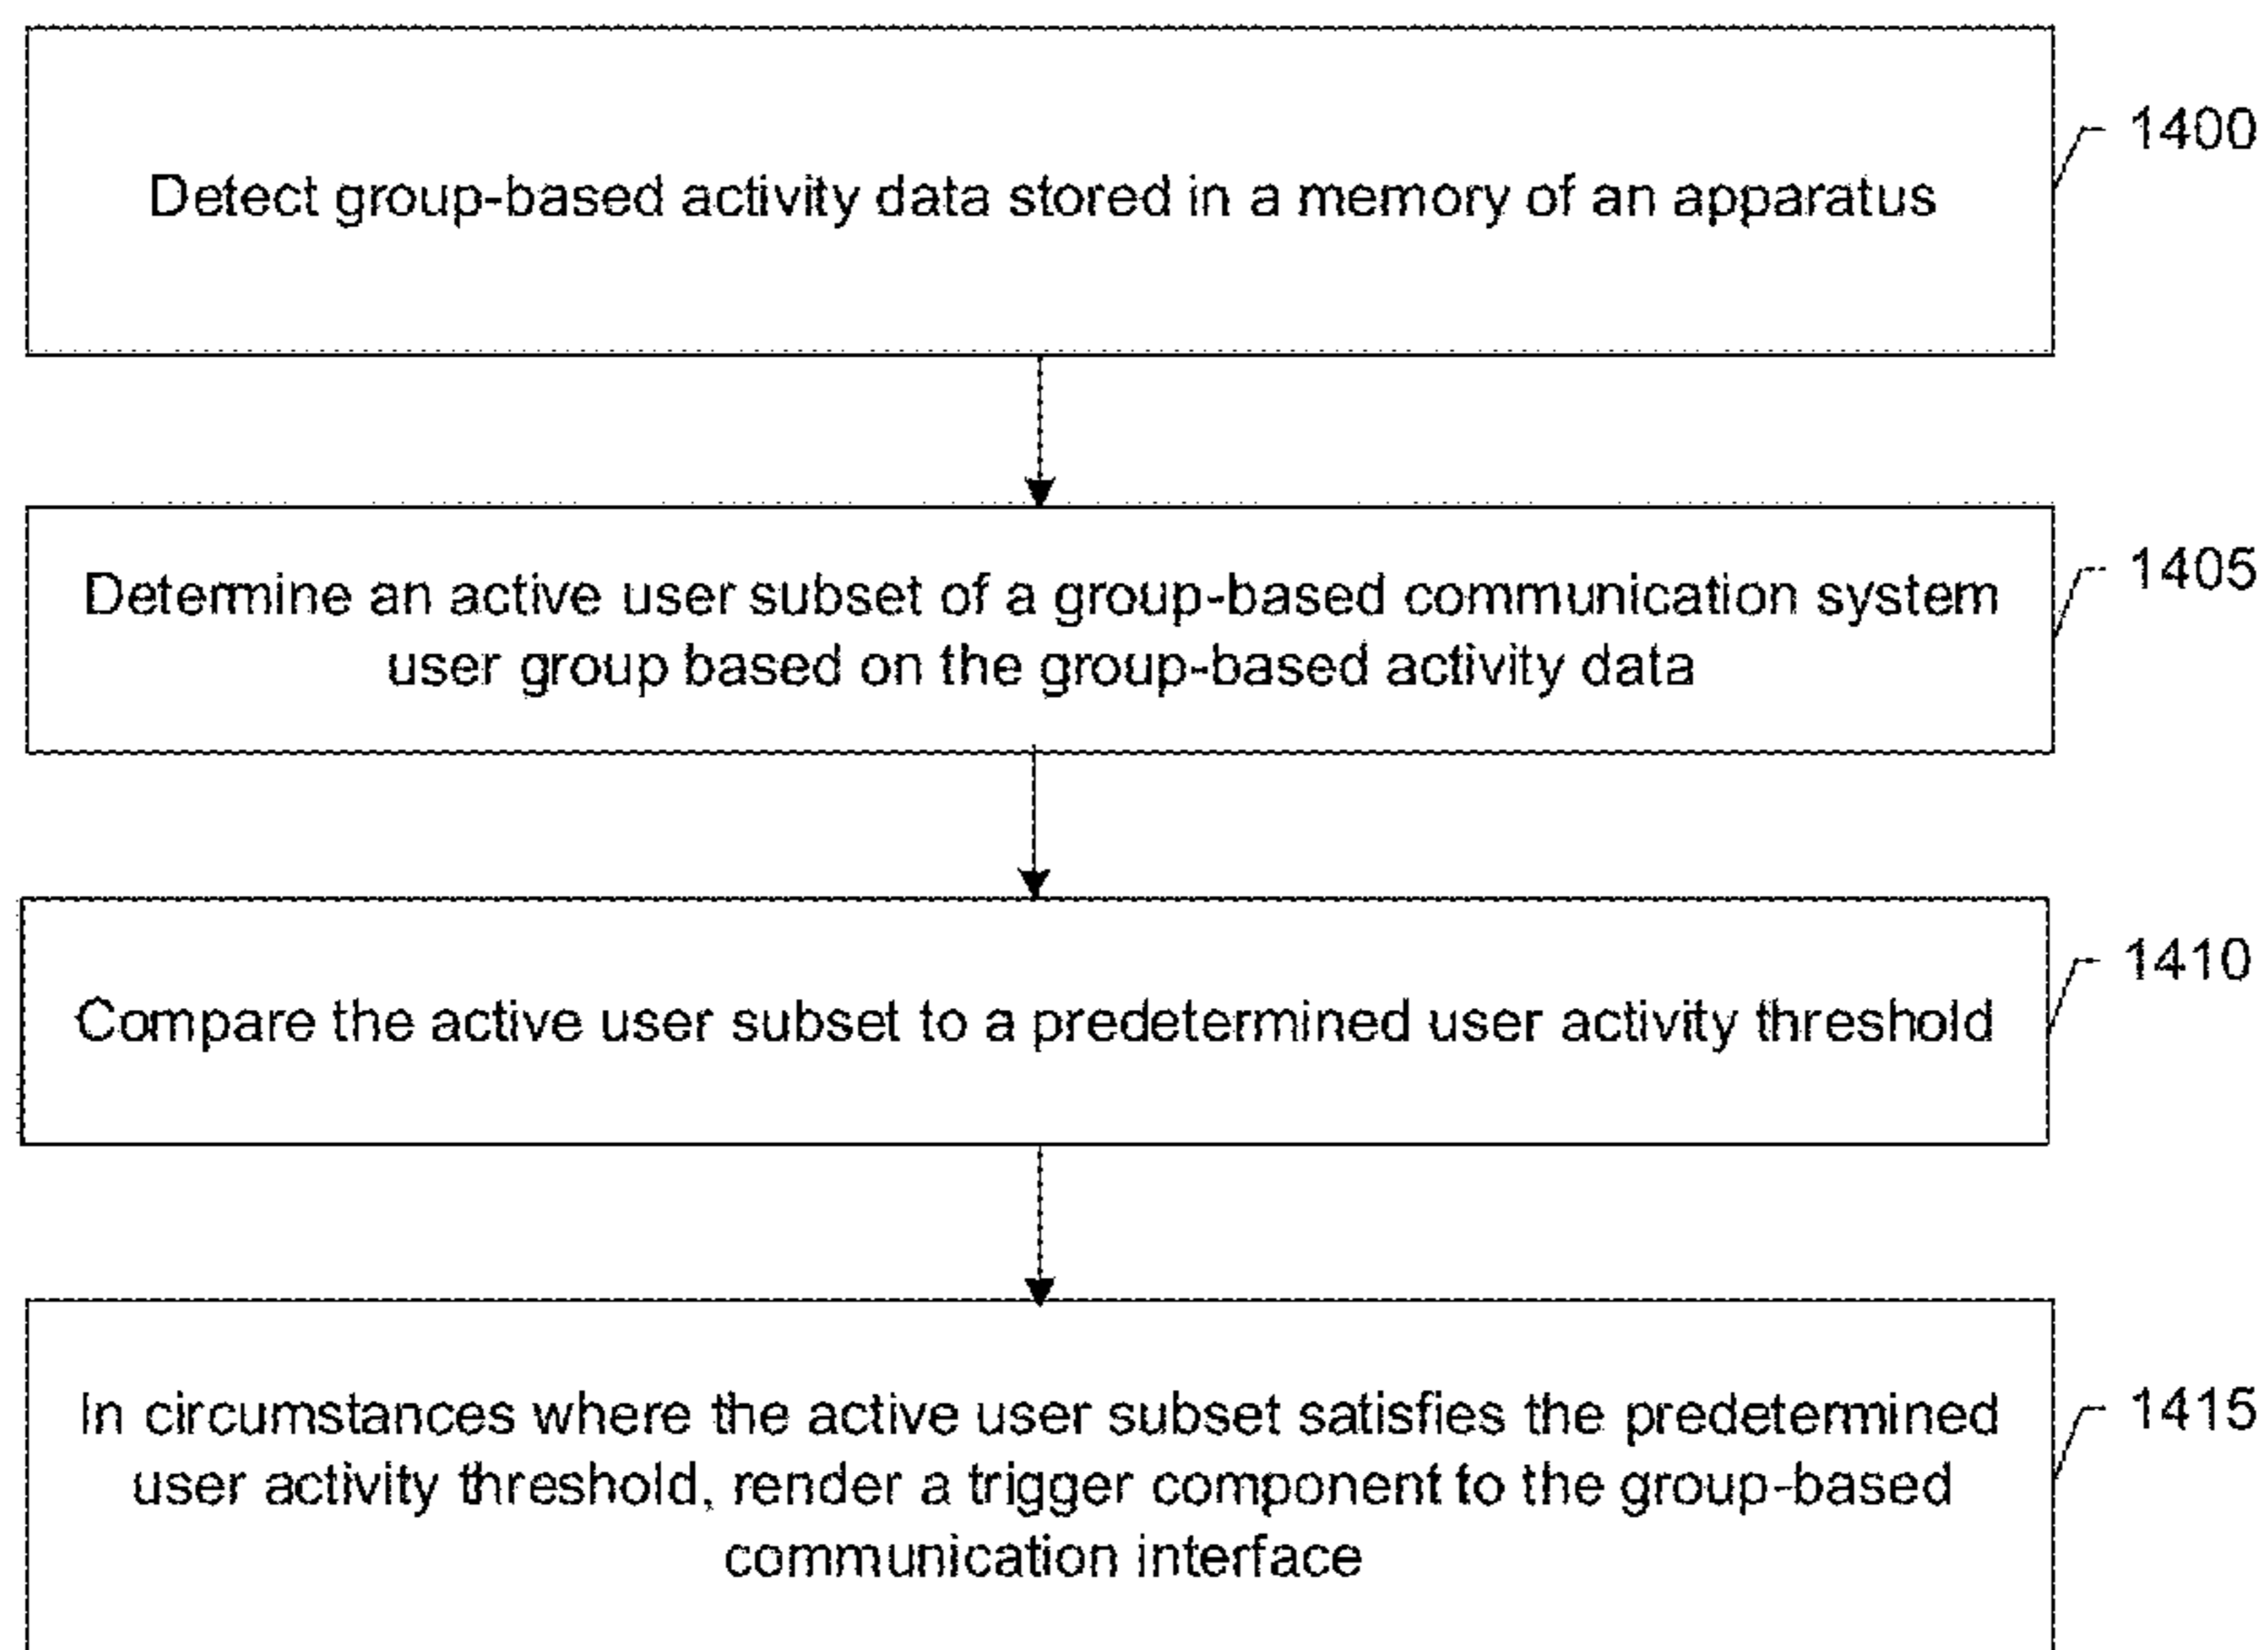 1400
Detect group-based activity data stored in a memory of an apparatus
1405
Determine an active user subset of a group-based communication system
user group based on the group-based activity data
1410
Compare the active user subset to a predetermined user activity threshold
1415
In circumstances where the active user subset satisfies the predetermined
user activity threshold, render a trigger component to the group-based
communication interface